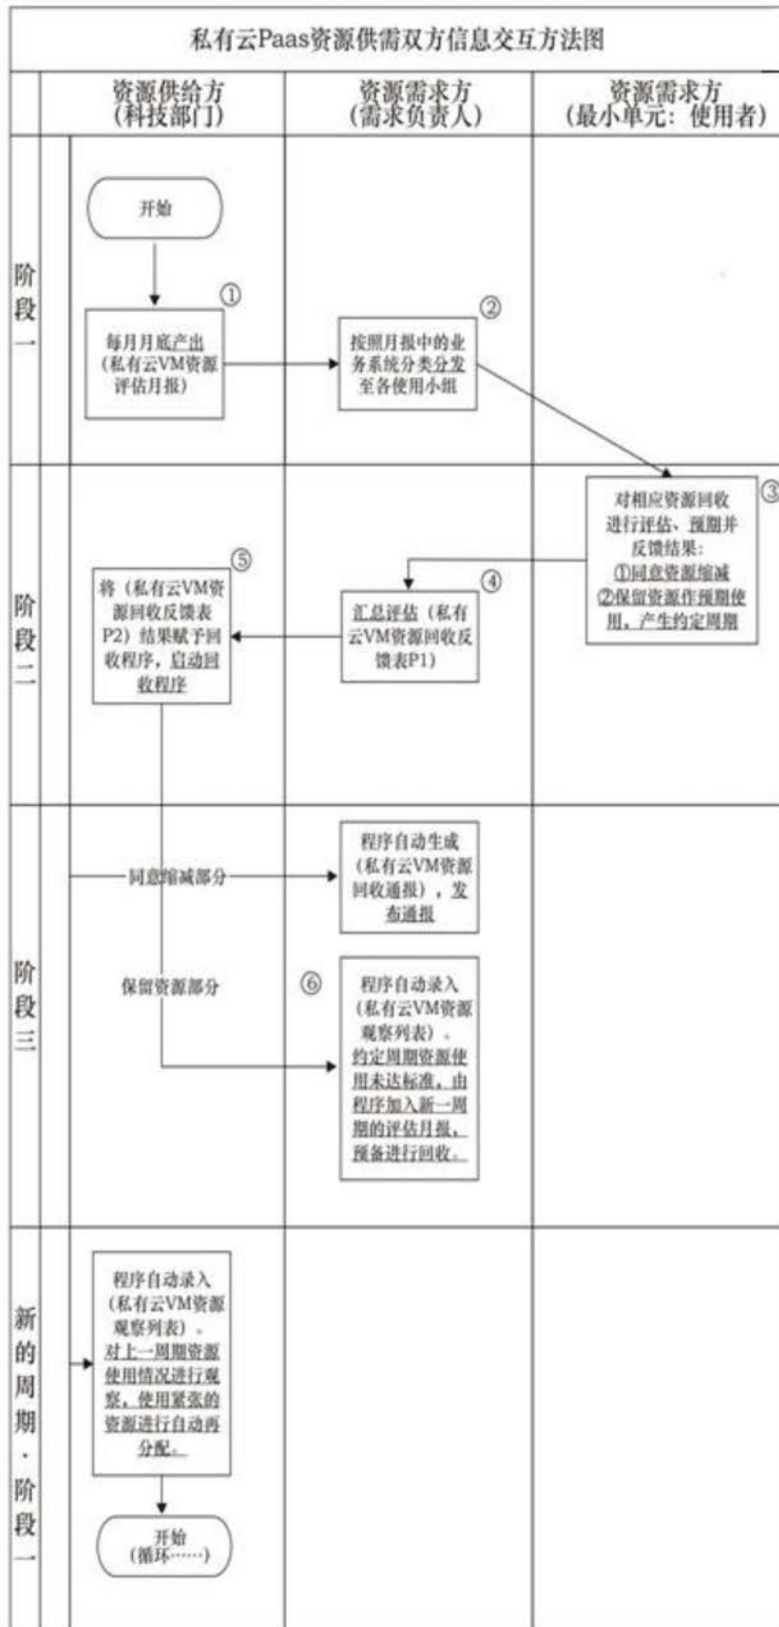 私有云Paas资源供需双方信息交互方法图
资源供给方
(科技部门)
资源需求方
(需求负责人)
资源需求方
(最小单元：使用者)
阶段一
开始
①
每月月底产出
(私有云VM资源
评估月报)
②
按照月报中的业
务系统分类分发
至各使用小组
阶段二
③
对相应资源回收
进行评估、预期并
反馈结果：
①同意资源缩减
②保留资源作预期使
用，产生约定周期
④
汇总评估（私有
云VM资源回收反
馈表P1）
⑤
将（私有云VM资
源回收反馈表
P2）结果赋予回
收程序，启动回
收程序
阶段三
同意缩减部分
程序自动生成
（私有云VM资源
回收通报），发
布通报
保留资源部分
⑥
程序自动录入
（私有云VM资源
观察列表）。
约定周期资源使
用未达标准，由
程序加入新一周
期的评估月报，
预备进行回收。
新的周期·阶段一
程序自动录入
（私有云VM资源
观察列表）。
对上一周期资源
使用情况进行观
察，使用紧张的
资源进行自动再
分配。
开始
(循环……)